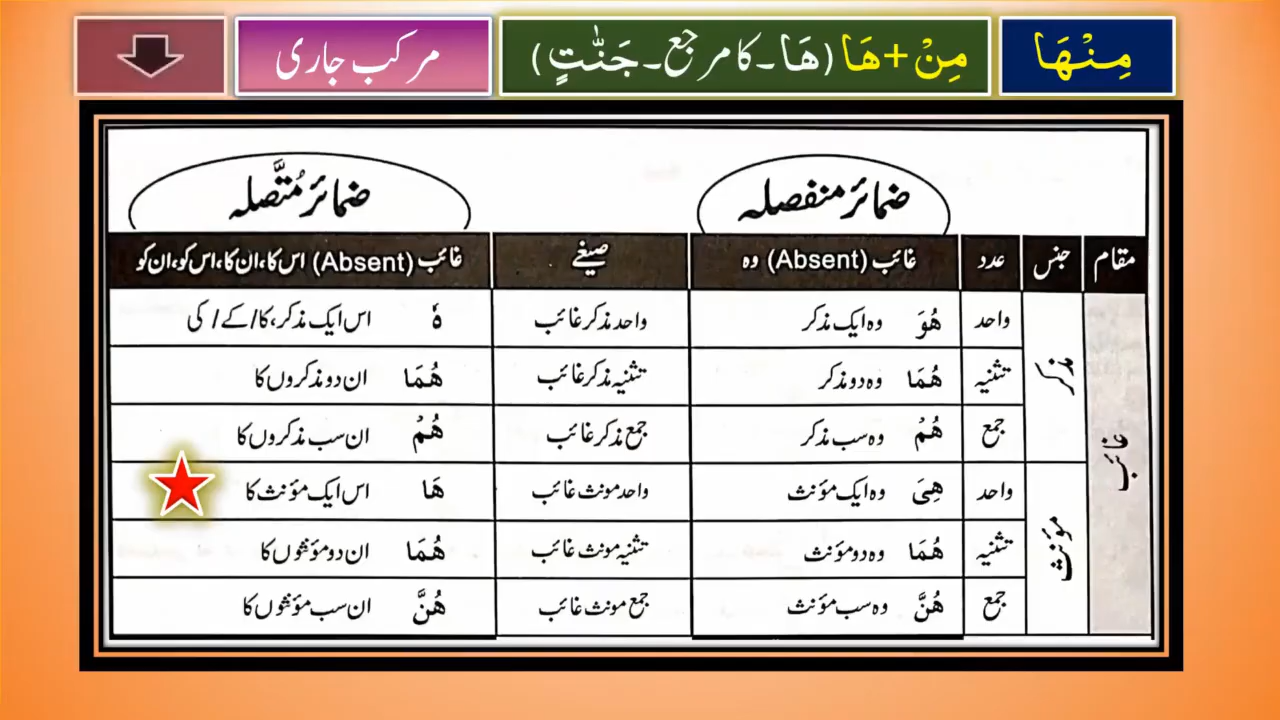 مِنْهَا
مِنْ+هَا (هَا۔کا مرجع۔جَنّٰتٍ)
مرکب جاری
ضمائر منفصلہ
ضمائر مُتَّصلہ
مقام جنس عدد غائب (Absent) وہ صیغے غائب (Absent) اس کا، ان کا، اس کو، ان کو
غائب
مذکر
واحد هُوَ وہ ایک مذکر واحد مذکر غائب هٗ اس ایک مذکر، کا/کے/کی
تثنیہ هُمَا وہ دو مذکر تثنیہ مذکر غائب هُمَا ان دو مذکروں کا
جمع هُمْ وہ سب مذکر جمع مذکر غائب هُمْ ان سب مذکروں کا
مؤنث
واحد هِىَ وہ ایک مؤنث واحد مونث غائب هَا اس ایک مؤنث کا
تثنیہ هُمَا وہ دو مؤنث تثنیہ مونث غائب هُمَا ان دو مؤنثوں کا
جمع هُنَّ وہ سب مؤنث جمع مونث غائب هُنَّ ان سب مؤنثوں کا